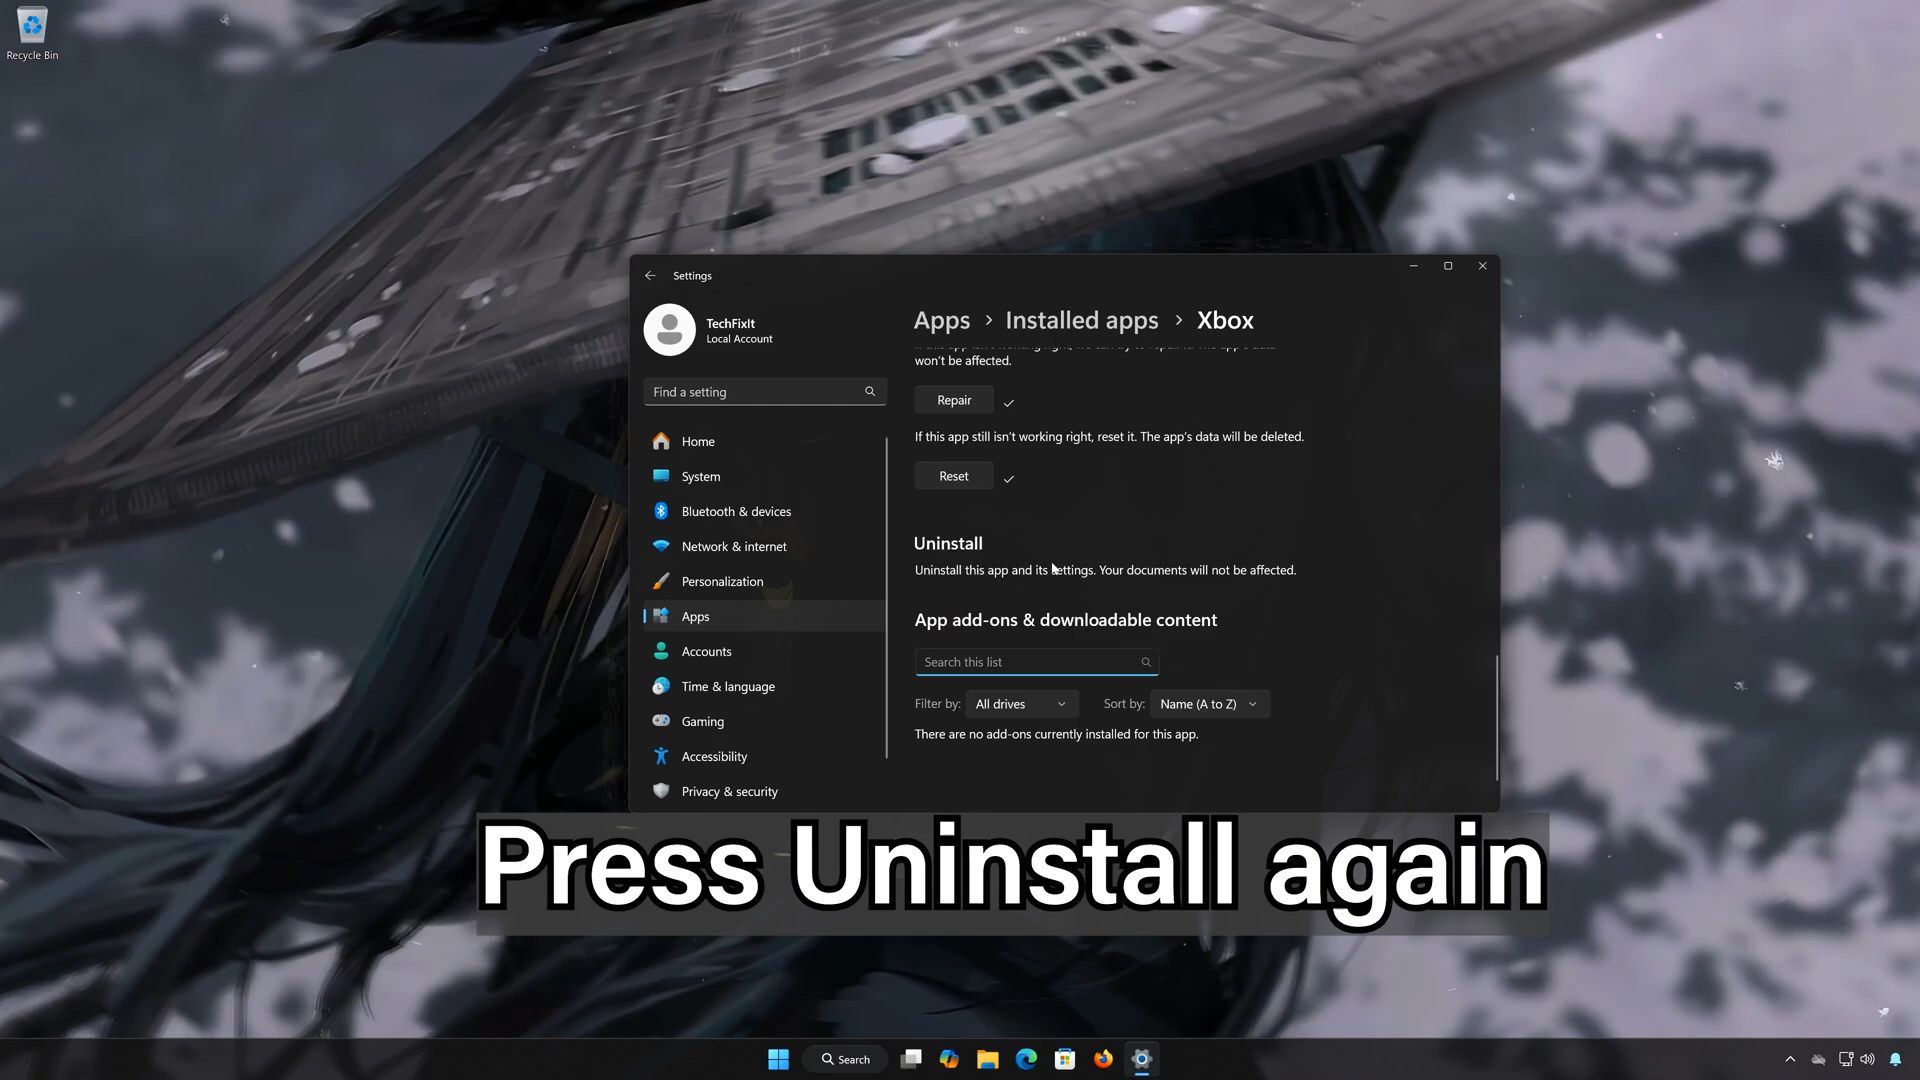 Recycle Bin
Settings
TechFixIt
Local Account
Find a setting
Home
System
Bluetooth & devices
Network & internet
Personalization
Apps
Accounts
Time & language
Gaming
Accessibility
Privacy & security
Apps > Installed apps > Xbox
won't be affected.
Repair
If this app still isn't working right, reset it. The app's data will be deleted.
Reset
Uninstall
Uninstall this app and its settings. Your documents will not be affected.
App add-ons & downloadable content
Search this list
Filter by: All drives Sort by: Name (A to Z)
There are no add-ons currently installed for this app.
Press Uninstall again
Search